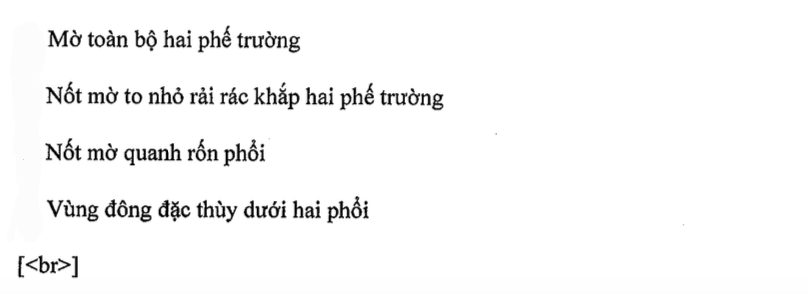 Mờ toàn bộ hai phế trường
Nốt mờ to nhỏ rải rác khắp hai phế trường
Nốt mờ quanh rốn phổi
Vùng đông đặc thùy dưới hai phổi
[<br>]